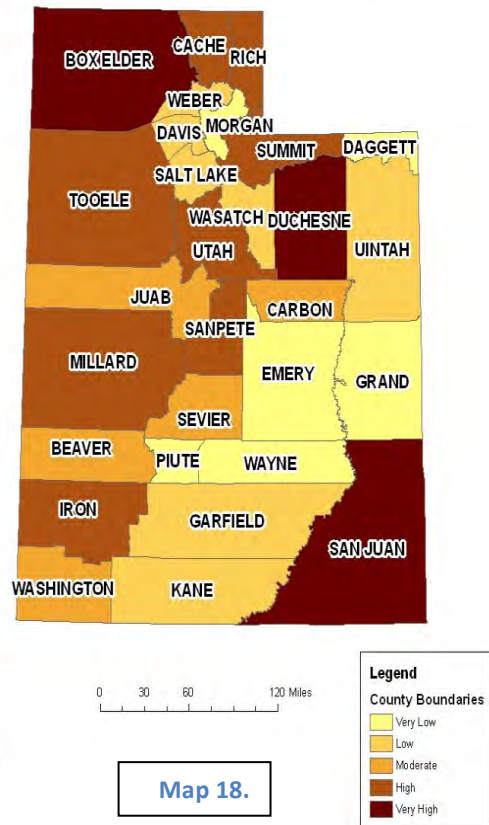 CACHE
RICH
BOX ELDER
WEBER
MORGAN
DAVIS
SUMMIT
DAGGETT
SALT LAKE
TOOELE
WASATCH
DUCHESNE
UTAH
UINTAH
JUAB
CARBON
SANPETE
MILLARD
EMERY
GRAND
SEVIER
BEAVER
PIUTE
WAYNE
IRON
GARFIELD
SAN JUAN
WASHINGTON
KANE
0 30 60 120 Miles
Legend
County Boundaries
Very Low
Low
Moderate
High
Very High
Map 18.